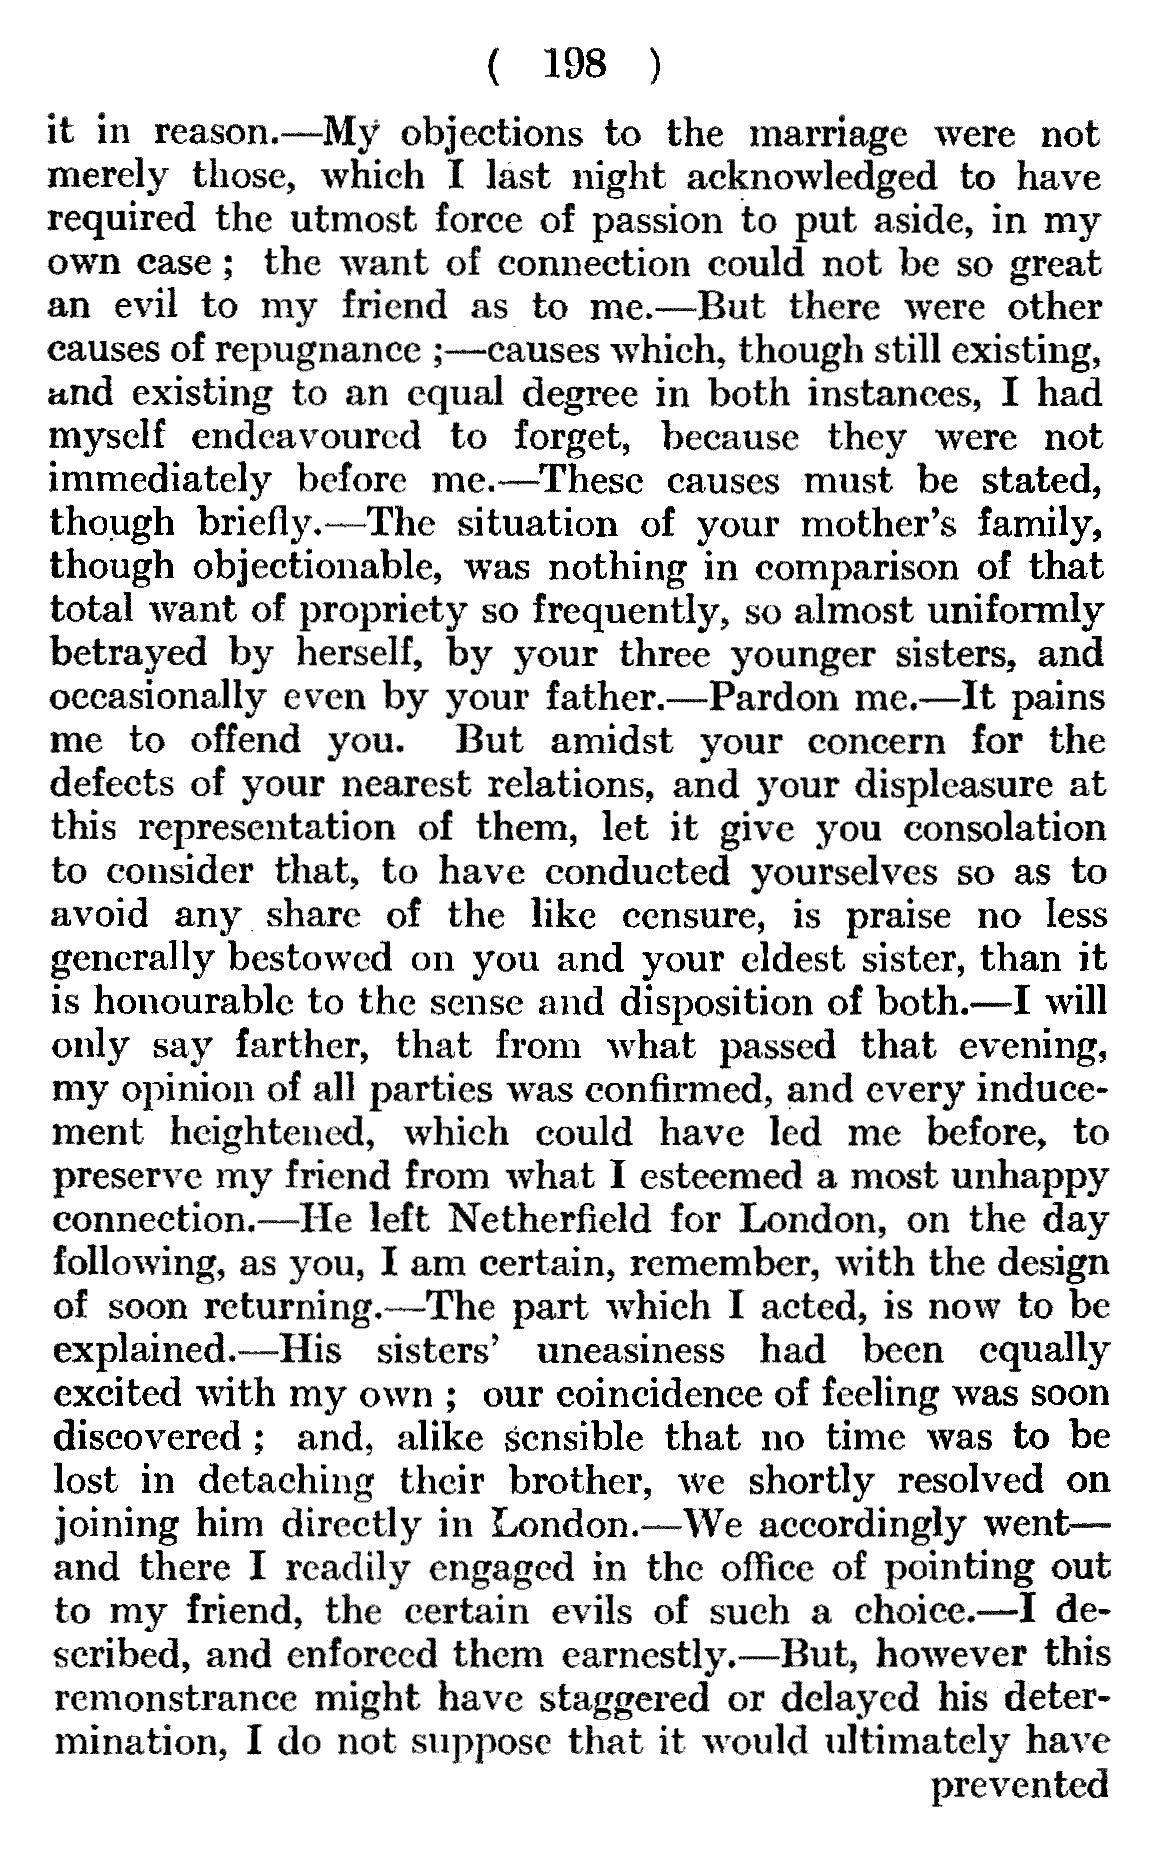 ( 198 )
it in reason.—My objections to the marriage were not
merely those, which I last night acknowledged to have
required the utmost force of passion to put aside, in my
own case ; the want of connection could not be so great
an evil to my friend as to me.—But there were other
causes of repugnance ;—causes which, though still existing,
and existing to an equal degree in both instances, I had
myself endeavoured to forget, because they were not
immediately before me.—These causes must be stated,
though briefly.—The situation of your mother's family,
though objectionable, was nothing in comparison of that
total want of propriety so frequently, so almost uniformly
betrayed by herself, by your three younger sisters, and
occasionally even by your father.—Pardon me.—It pains
me to offend you. But amidst your concern for the
defects of your nearest relations, and your displeasure at
this representation of them, let it give you consolation
to consider that, to have conducted yourselves so as to
avoid any share of the like censure, is praise no less
generally bestowed on you and your eldest sister, than it
is honourable to the sense and disposition of both.—I will
only say farther, that from what passed that evening,
my opinion of all parties was confirmed, and every induce-
ment heightened, which could have led me before, to
preserve my friend from what I esteemed a most unhappy
connection.—He left Netherfield for London, on the day
following, as you, I am certain, remember, with the design
of soon returning.—The part which I acted, is now to be
explained.—His sisters' uneasiness had been equally
excited with my own ; our coincidence of feeling was soon
discovered ; and, alike sensible that no time was to be
lost in detaching their brother, we shortly resolved on
joining him directly in London.—We accordingly went—
and there I readily engaged in the office of pointing out
to my friend, the certain evils of such a choice.—I de-
scribed, and enforced them earnestly.—But, however this
remonstrance might have staggered or delayed his deter-
mination, I do not suppose that it would ultimately have
prevented